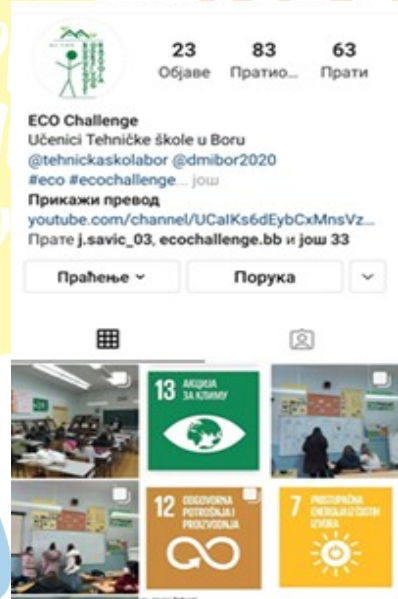 23 83 63
Објаве Пратио... Прати
ECO Challenge
Učenici Tehničke škole u Boru
@tehnickaskolabor @dmibor2020
#eco #ecochallenge... још
Прикажи превод
youtube.com/channel/UCaIKs6dEybCxMnsVz...
Прате j.savic_03, ecochallenge.bb и још 33
Праћење Порука
13 АКЦИЈА
ЗА КЛИМУ
12 ODGOVORNA
POTROŠNJA I
PROIZVODNJA
7 PRISTUPAČNA
ENERGIJA IZ ČISTIH
IZVORA